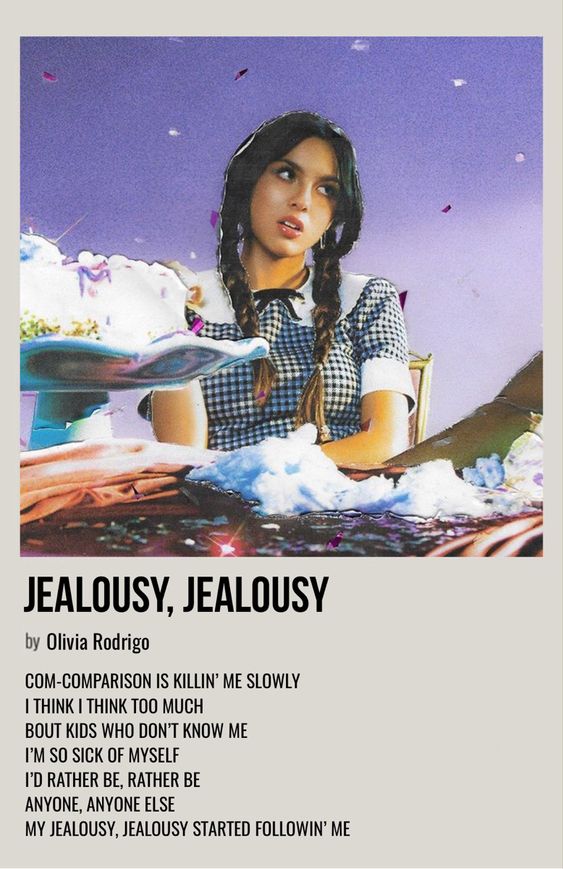 JEALOUSY, JEALOUSY
by Olivia Rodrigo
COM-COMPARISON IS KILLIN' ME SLOWLY
I THINK I THINK TOO MUCH
BOUT KIDS WHO DON'T KNOW ME
I'M SO SICK OF MYSELF
I'D RATHER BE, RATHER BE
ANYONE, ANYONE ELSE
MY JEALOUSY, JEALOUSY STARTED FOLLOWIN' ME